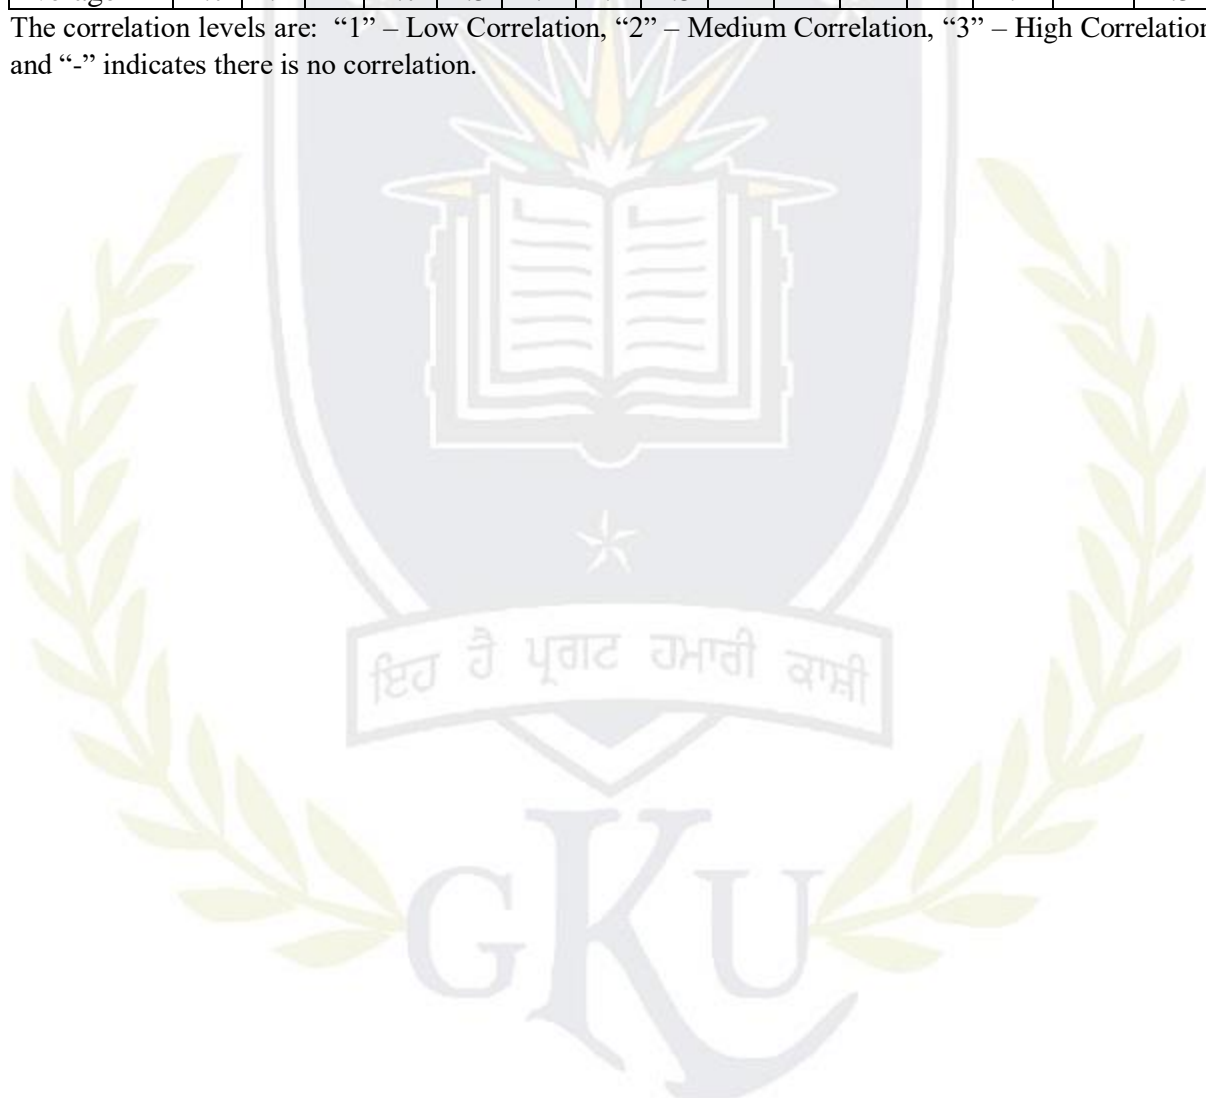 The correlation levels are: “1” – Low Correlation, “2” – Medium Correlation, “3” – High Correlation
and “-” indicates there is no correlation.
ਇਹ ਹੈ ਪ੍ਰਗਟ ਹਮਾਰੀ ਕਾਸ਼ੀ
GKU